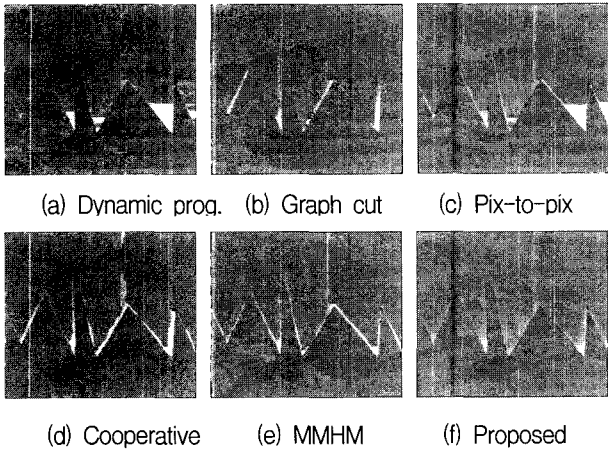 (a) Dynamic prog. (b) Graph cut (c) Pix-to-pix
(d) Cooperative (e) MMHM (f) Proposed